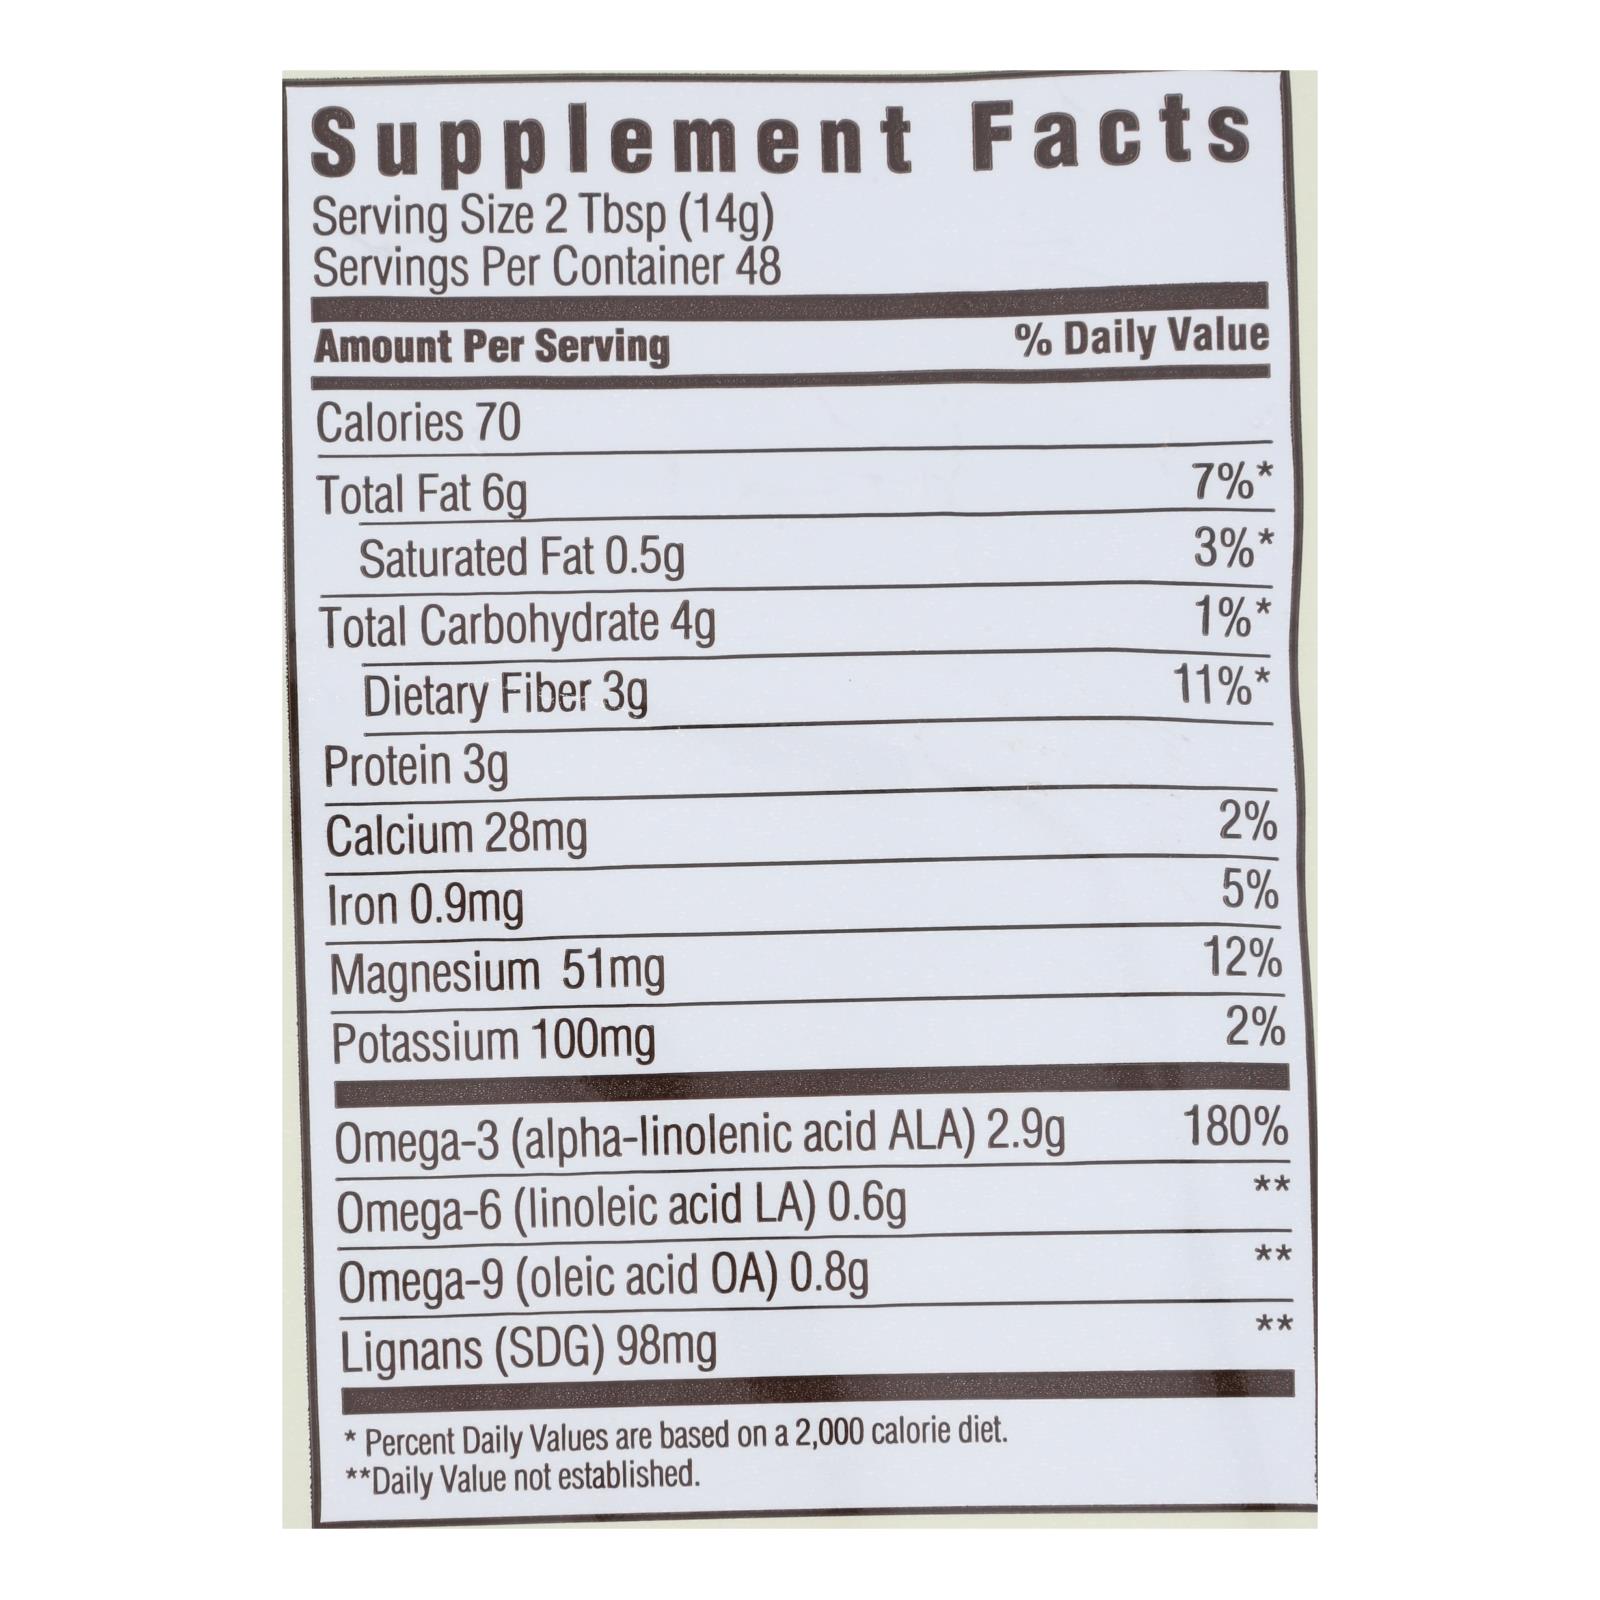 Supplement Facts
Serving Size 2 Tbsp (14g)
Servings Per Container 48
Amount Per Serving % Daily Value
Calories 70
Total Fat 6g 7%*
Saturated Fat 0.5g 3%*
Total Carbohydrate 4g 1%*
Dietary Fiber 3g 11%*
Protein 3g
Calcium 28mg 2%
Iron 0.9mg 5%
Magnesium 51mg 12%
Potassium 100mg 2%
Omega-3 (alpha-linolenic acid ALA) 2.9g 180%
Omega-6 (linoleic acid LA) 0.6g **
Omega-9 (oleic acid OA) 0.8g **
Lignans (SDG) 98mg **
* Percent Daily Values are based on a 2,000 calorie diet.
**Daily Value not established.